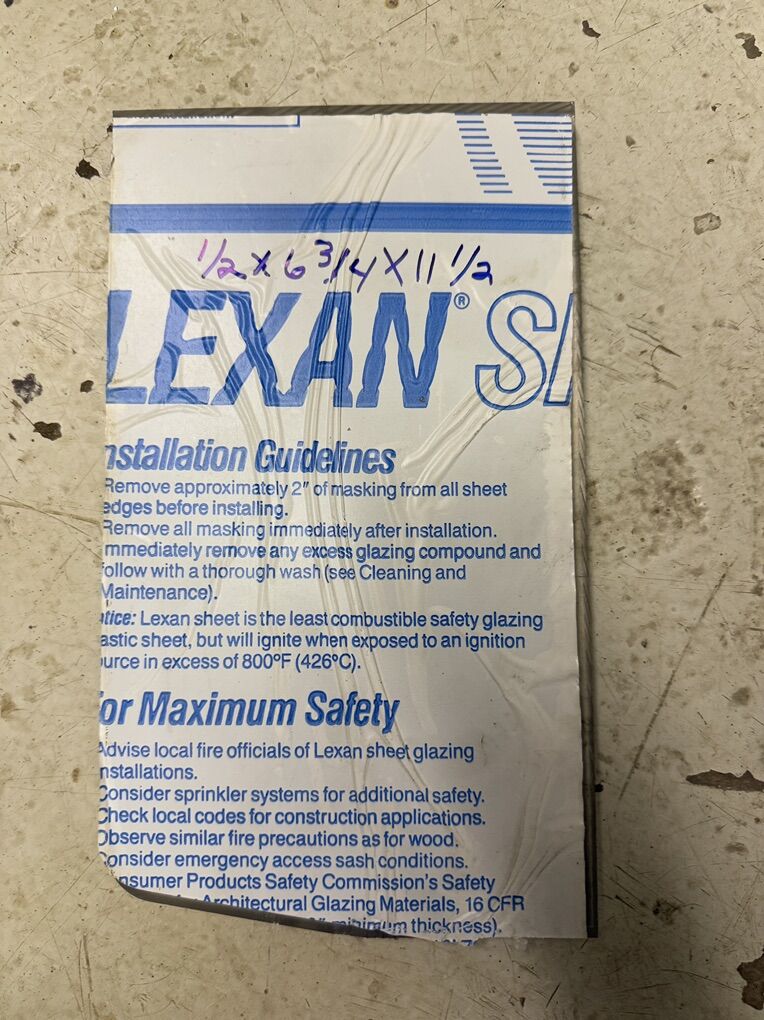 1/2 x 6 3/4 x 11 1/2
LEXAN® S
nstallation Guidelines
Remove approximately 2" of masking from all sheet
edges before installing.
Remove all masking immediately after installation.
mmediately remove any excess glazing compound and
follow with a thorough wash (see Cleaning and
Maintenance).
tice: Lexan sheet is the least combustible safety glazing
astic sheet, but will ignite when exposed to an ignition
urce in excess of 800°F (426°C).
or Maximum Safety
Advise local fire officials of Lexan sheet glazing
nstallations.
Consider sprinkler systems for additional safety.
Check local codes for construction applications.
Observe similar fire precautions as for wood.
Consider emergency access sash conditions.
nsumer Products Safety Commission's Safety
Architectural Glazing Materials, 16 CFR
minimum thickness).